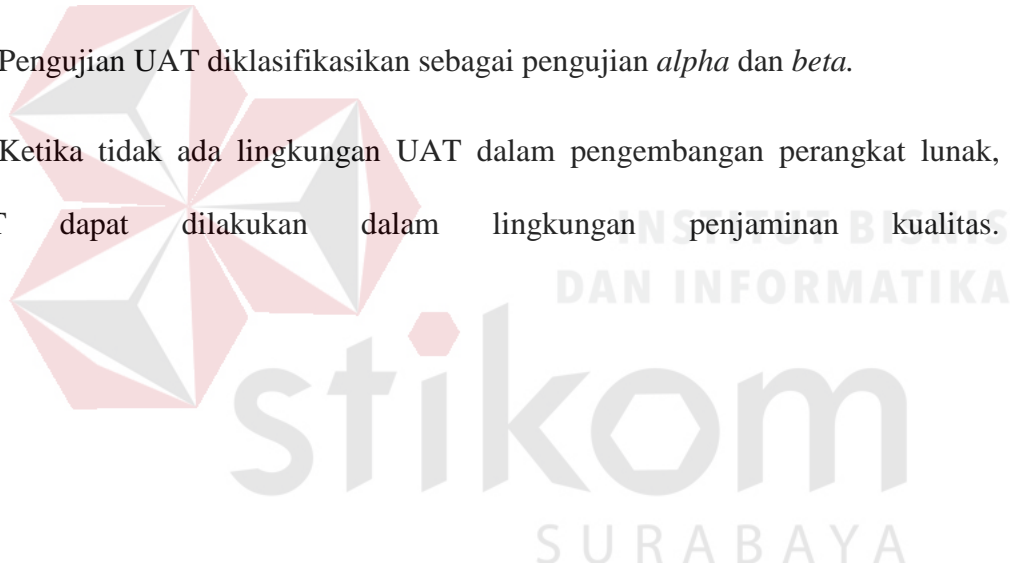 Pengujian UAT diklasifikasikan sebagai pengujian alpha dan beta.
Ketika tidak ada lingkungan UAT dalam pengembangan perangkat lunak,
T dapat dilakukan dalam lingkungan penjaminan kualitas.
INSTITUT BISNIS
DAN INFORMATIKA
stikom
SURABAYA